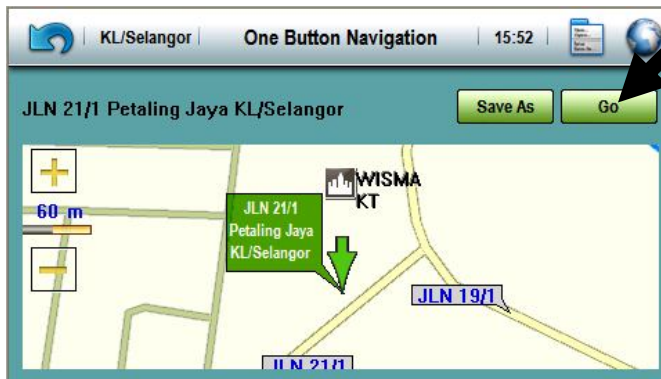 KL/Selangor
One Button Navigation
15:52
JLN 21/1 Petaling Jaya KL/Selangor
Save As
Go
60 m
WISMA
KT
JLN 21/1
Petaling Jaya
KL/Selangor
JLN 19/1
JLN 21/1